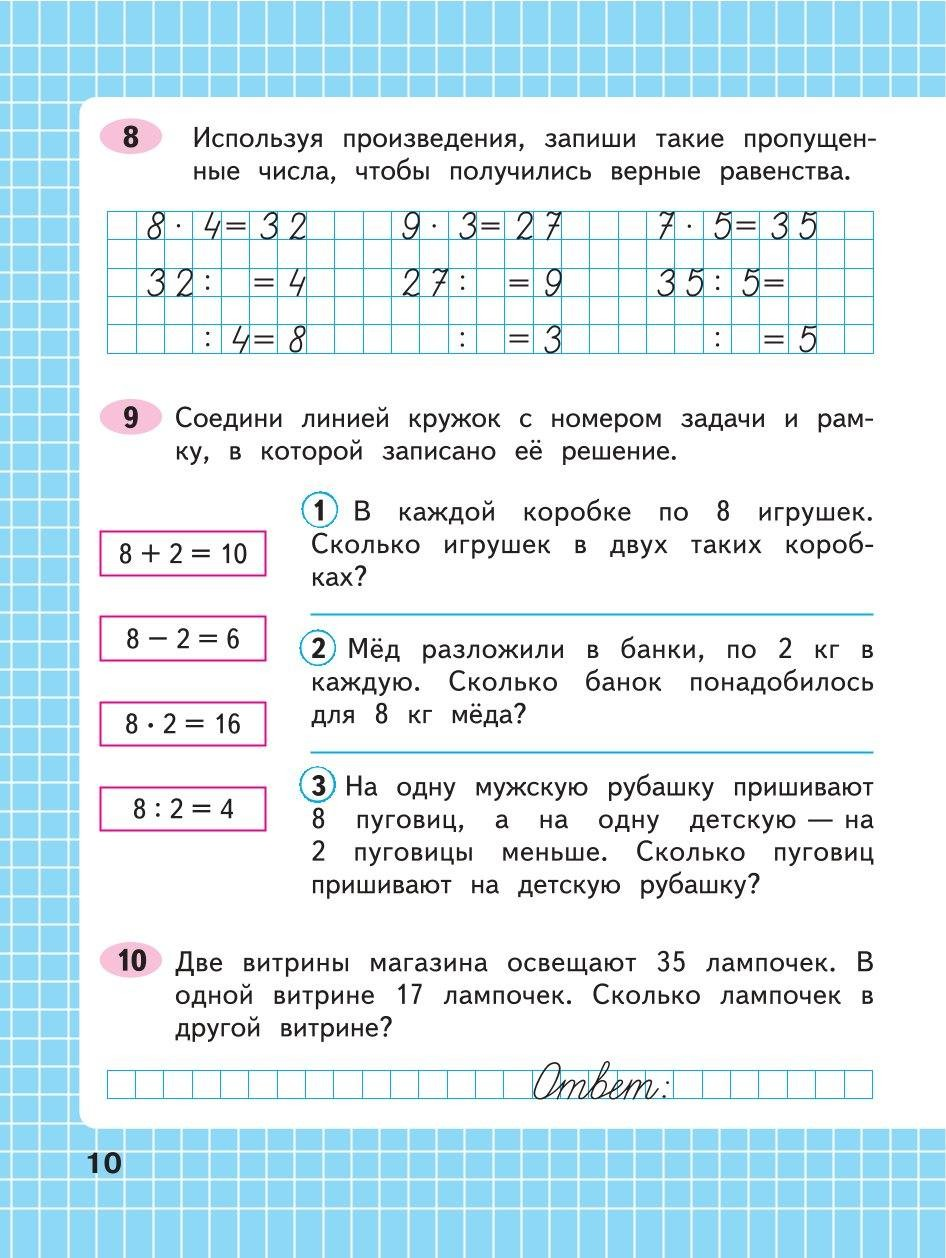 8 Используя произведения, запиши такие пропущен-
ные числа, чтобы получились верные равенства.
8 · 4 = 32 9 · 3 = 27 7 · 5 = 35
32 : = 4 27 : = 9 35 : 5 =
: 4 = 8 : = 3 : = 5
9 Соедини линией кружок с номером задачи и рам-
ку, в которой записано её решение.
8 + 2 = 10
8 − 2 = 6
8 · 2 = 16
8 : 2 = 4
1 В каждой коробке по 8 игрушек.
Сколько игрушек в двух таких короб-
ках?
2 Мёд разложили в банки, по 2 кг в
каждую. Сколько банок понадобилось
для 8 кг мёда?
3 На одну мужскую рубашку пришивают
8 пуговиц, а на одну детскую — на
2 пуговицы меньше. Сколько пуговиц
пришивают на детскую рубашку?
10 Две витрины магазина освещают 35 лампочек. В
одной витрине 17 лампочек. Сколько лампочек в
другой витрине?
Ответ:
10